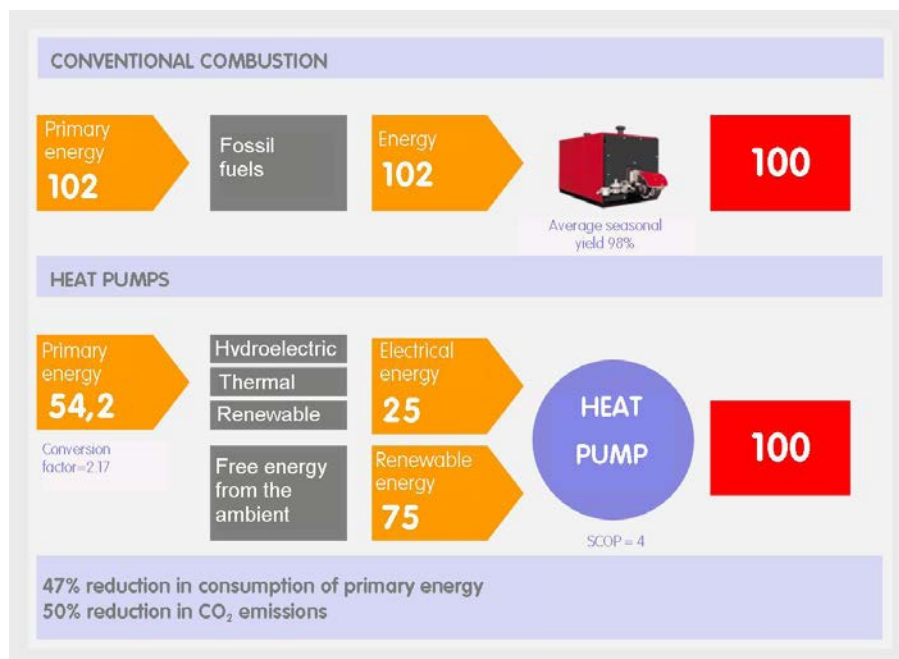 CONVENTIONAL COMBUSTION
Primary
energy
102
Fossil
fuels
Energy
102
Average seasonal
yield 98%
100
HEAT PUMPS
Primary
energy
54,2
Conversion
factor=2.17
Hvdroelectric
Thermal
Renewable
Free energy
from the
ambient
Electrical
energy
25
Renewable
energy
75
HEAT
PUMP
SCOP = 4
100
47% reduction in consumption of primary energy
50% reduction in CO₂ emissions